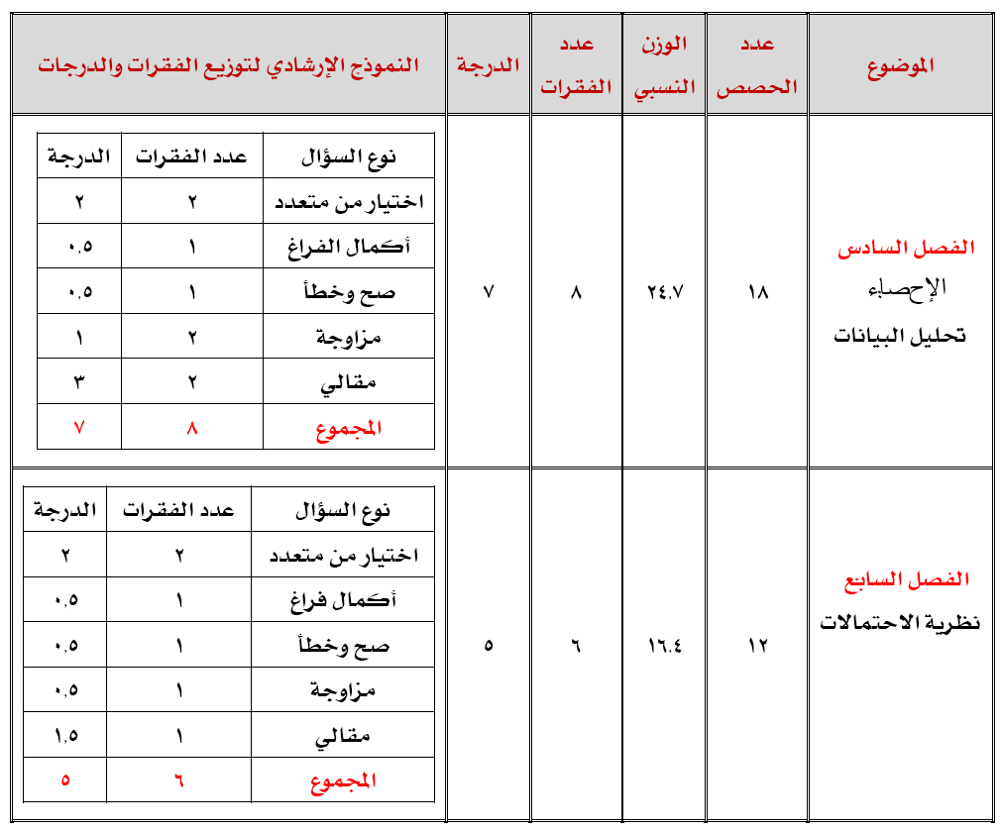 الموضوع
عدد الحصص
الوزن النسبي
عدد الفقرات
الدرجة
النموذج الإرشادي لتوزيع الفقرات والدرجات
الفصل السادس
الإحصاء
تحليل البيانات
١٨
٢٤,٧
٨
٧
نوع السؤال عدد الفقرات الدرجة
اختيار من متعدد ٢ ٢
أكمال الفراغ ١ ٠,٥
صح وخطأ ١ ٠,٥
مزاوجة ٢ ١
مقالي ٢ ٣
المجموع ٨ ٧
الفصل السابع
نظرية الاحتمالات
١٢
١٦,٤
٦
٥
نوع السؤال عدد الفقرات الدرجة
اختيار من متعدد ٢ ٢
أكمال فراغ ١ ٠,٥
صح وخطأ ١ ٠,٥
مزاوجة ١ ٠,٥
مقالي ١ ١,٥
المجموع ٦ ٥